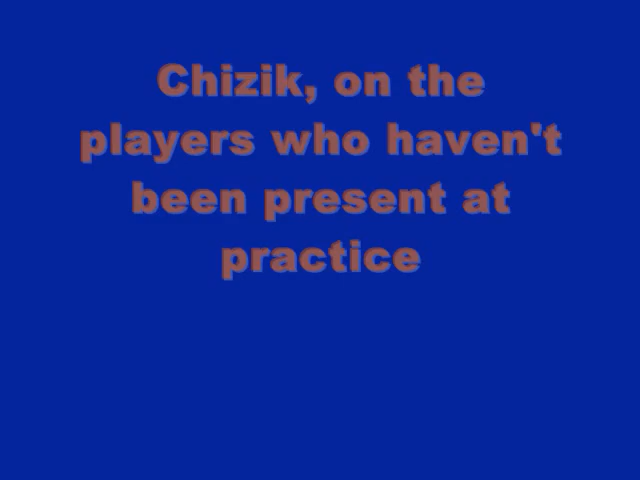 Chizik, on the
players who haven't
been present at
practice